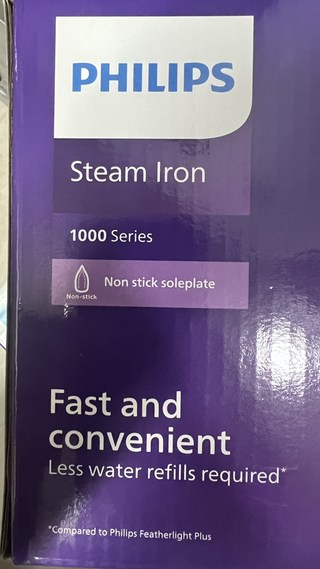 PHILIPS
Steam Iron
1000 Series
Non-stick
Non stick soleplate
Fast and
convenient
Less water refills required*
*Compared to Philips Featherlight Plus